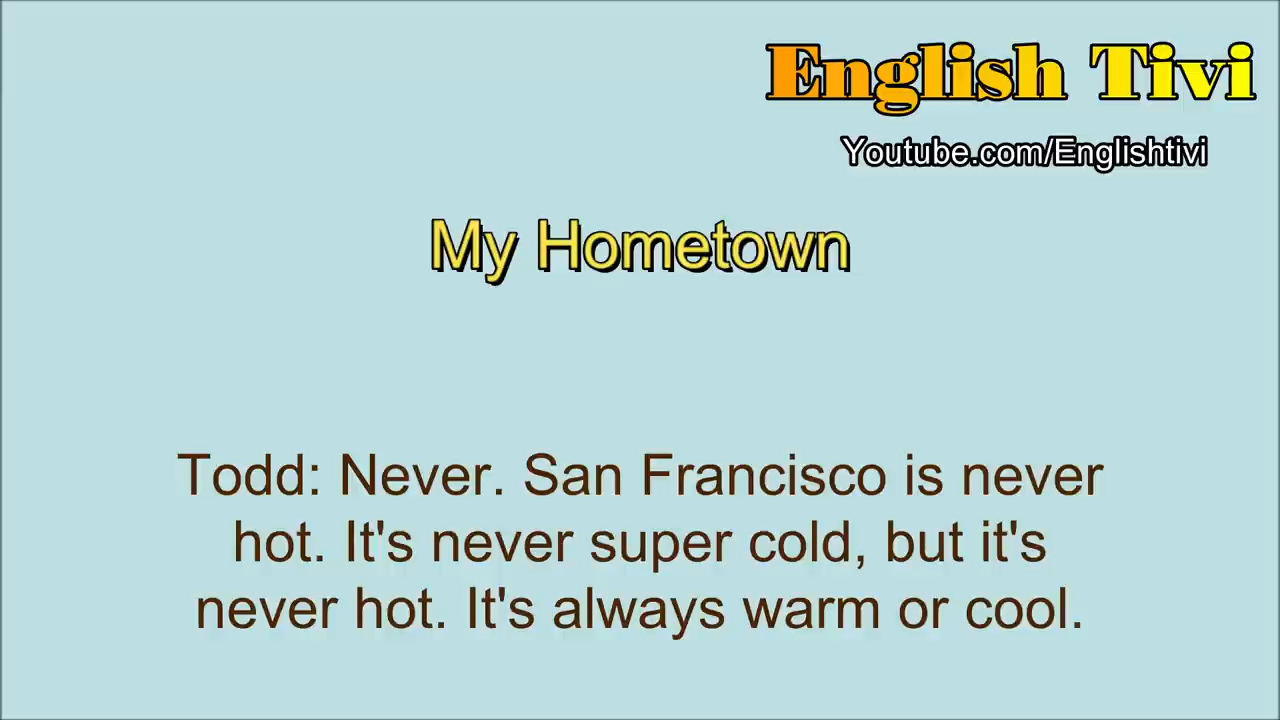 English Tivi
Youtube.com/Englishtivi
My Hometown
Todd: Never. San Francisco is never
hot. It's never super cold, but it's
never hot. It's always warm or cool.